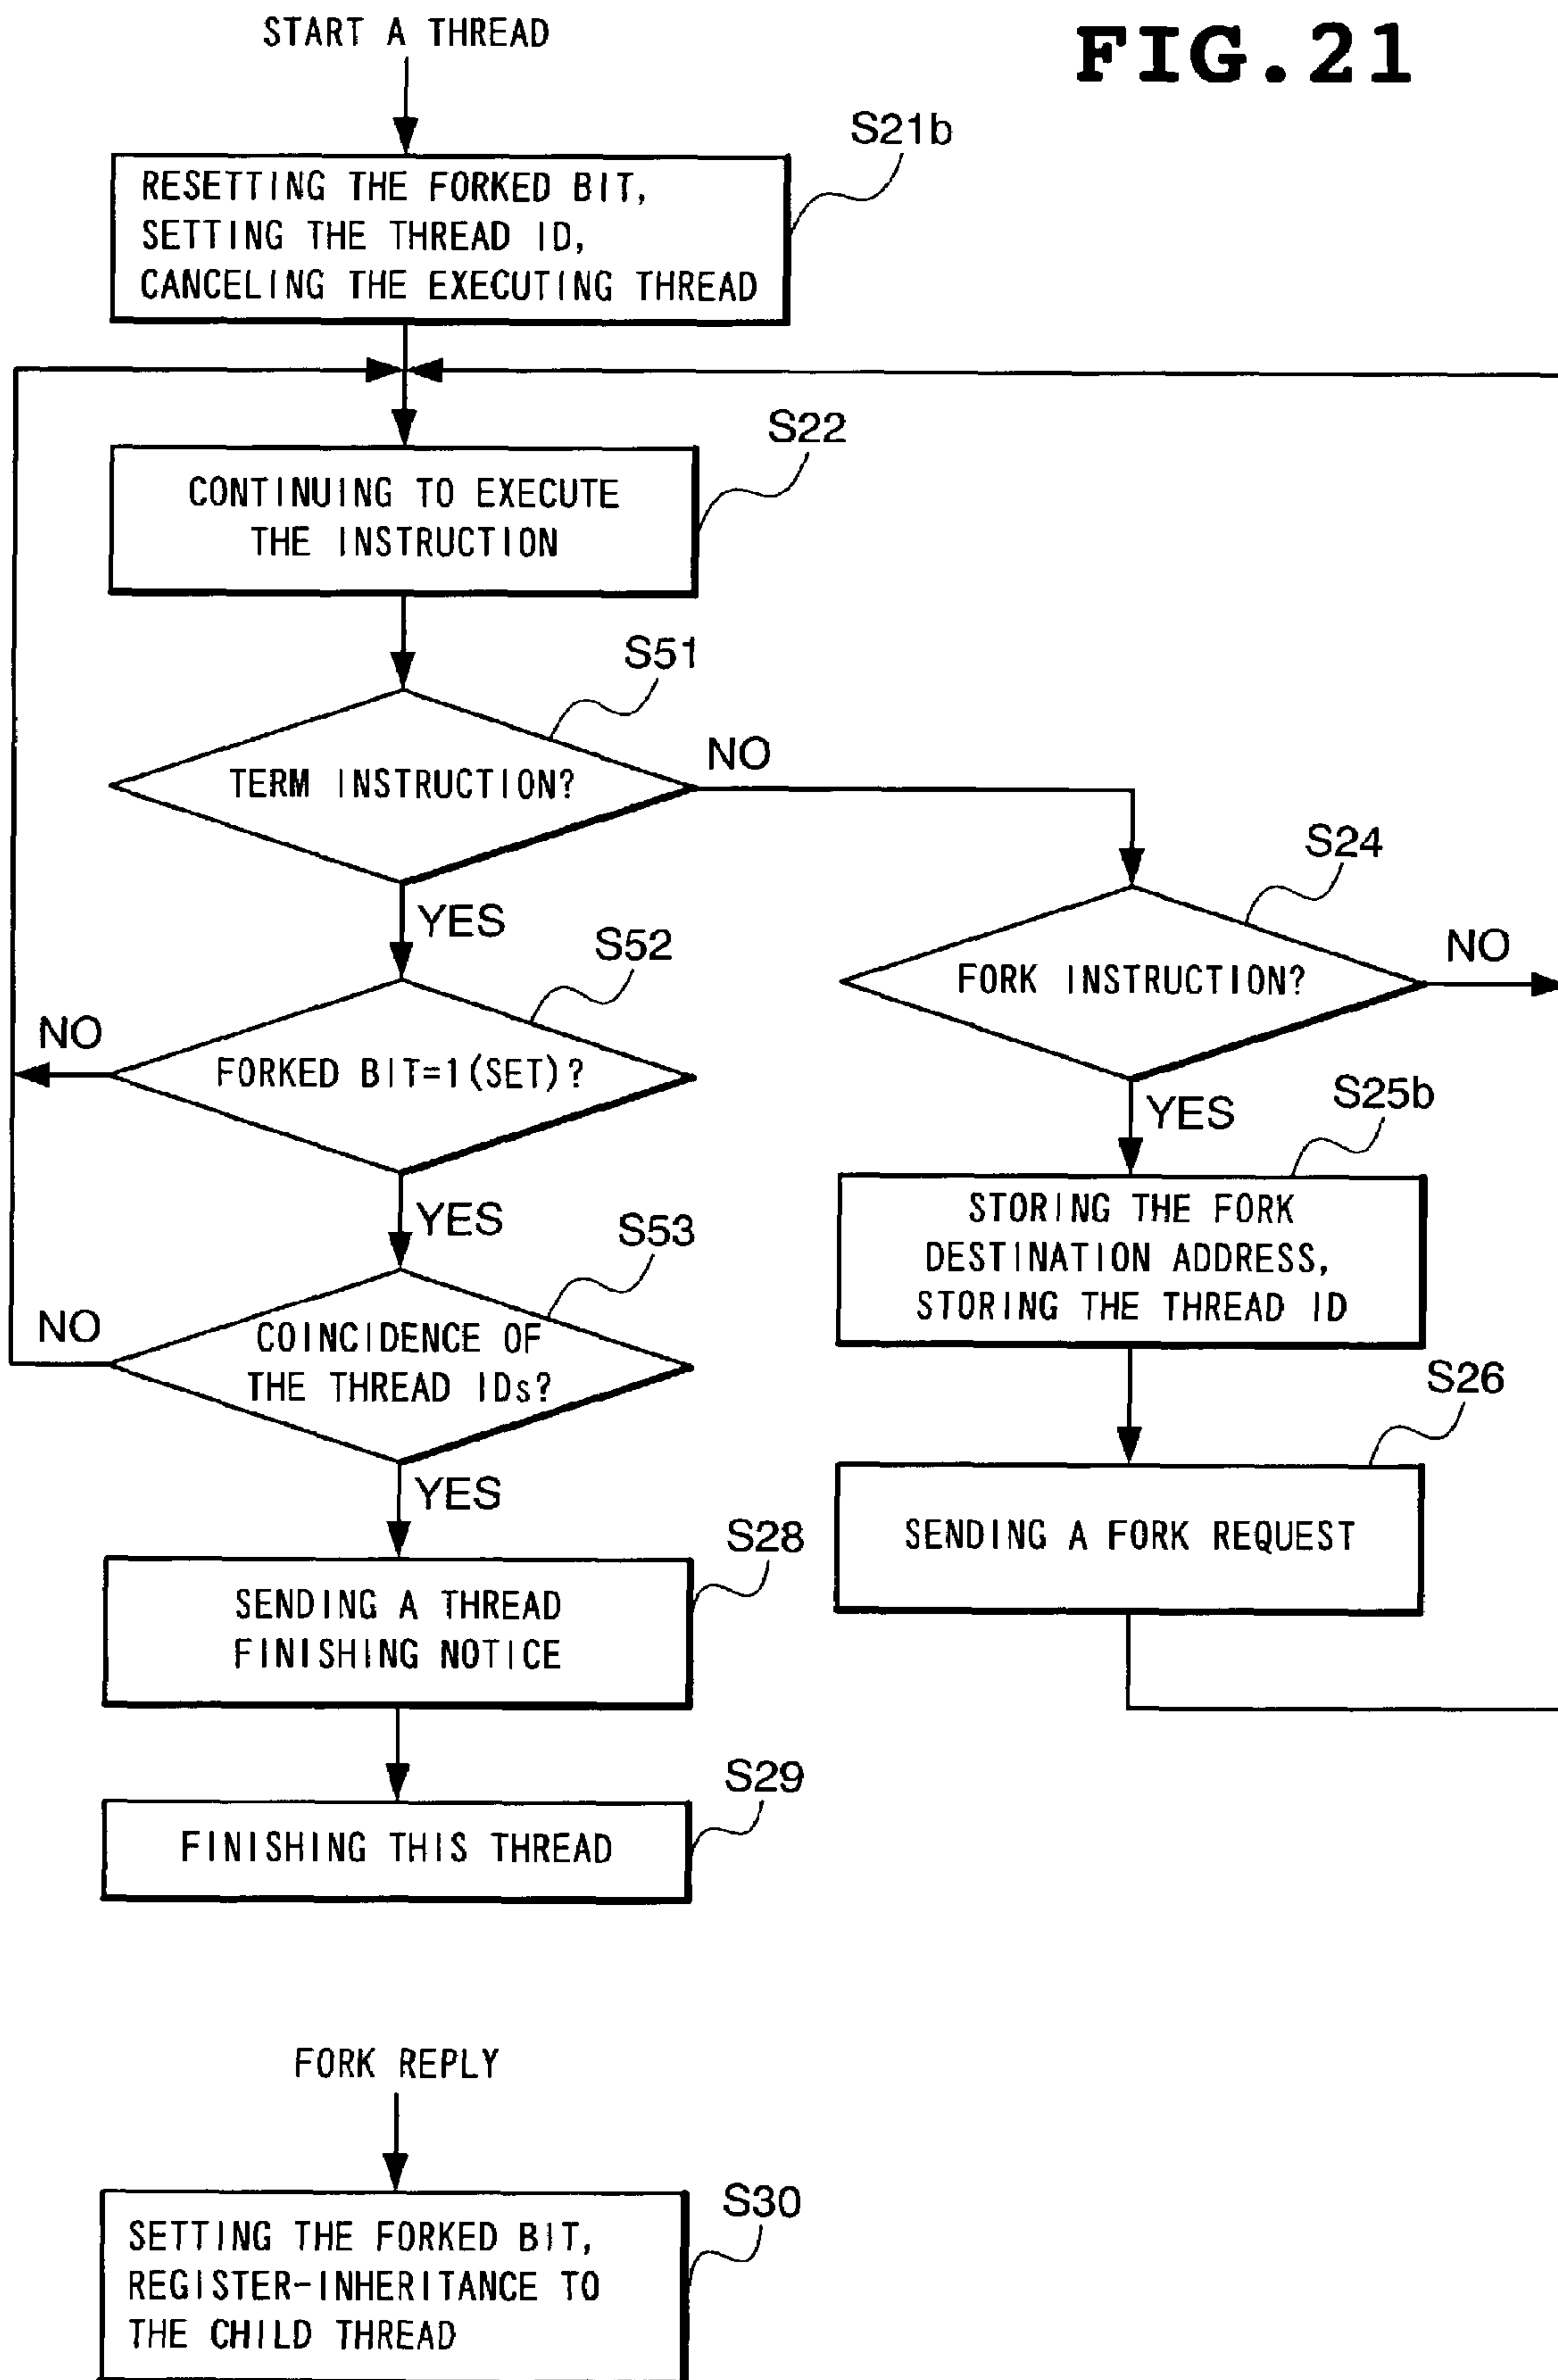 START A THREAD
FIG.21
S21b
RESETTING THE FORKED BIT,
SETTING THE THREAD ID,
CANCELING THE EXECUTING THREAD
S22
CONTINUING TO EXECUTE
THE INSTRUCTION
S51
TERM INSTRUCTION?
NO
YES
S24
FORK INSTRUCTION?
NO
YES
S52
FORKED BIT=1(SET)?
NO
YES
S25b
STORING THE FORK
DESTINATION ADDRESS,
STORING THE THREAD ID
S53
COINCIDENCE OF
THE THREAD IDs?
NO
YES
S26
SENDING A FORK REQUEST
S28
SENDING A THREAD
FINISHING NOTICE
S29
FINISHING THIS THREAD
FORK REPLY
S30
SETTING THE FORKED BIT,
REGISTER-INHERITANCE TO
THE CHILD THREAD